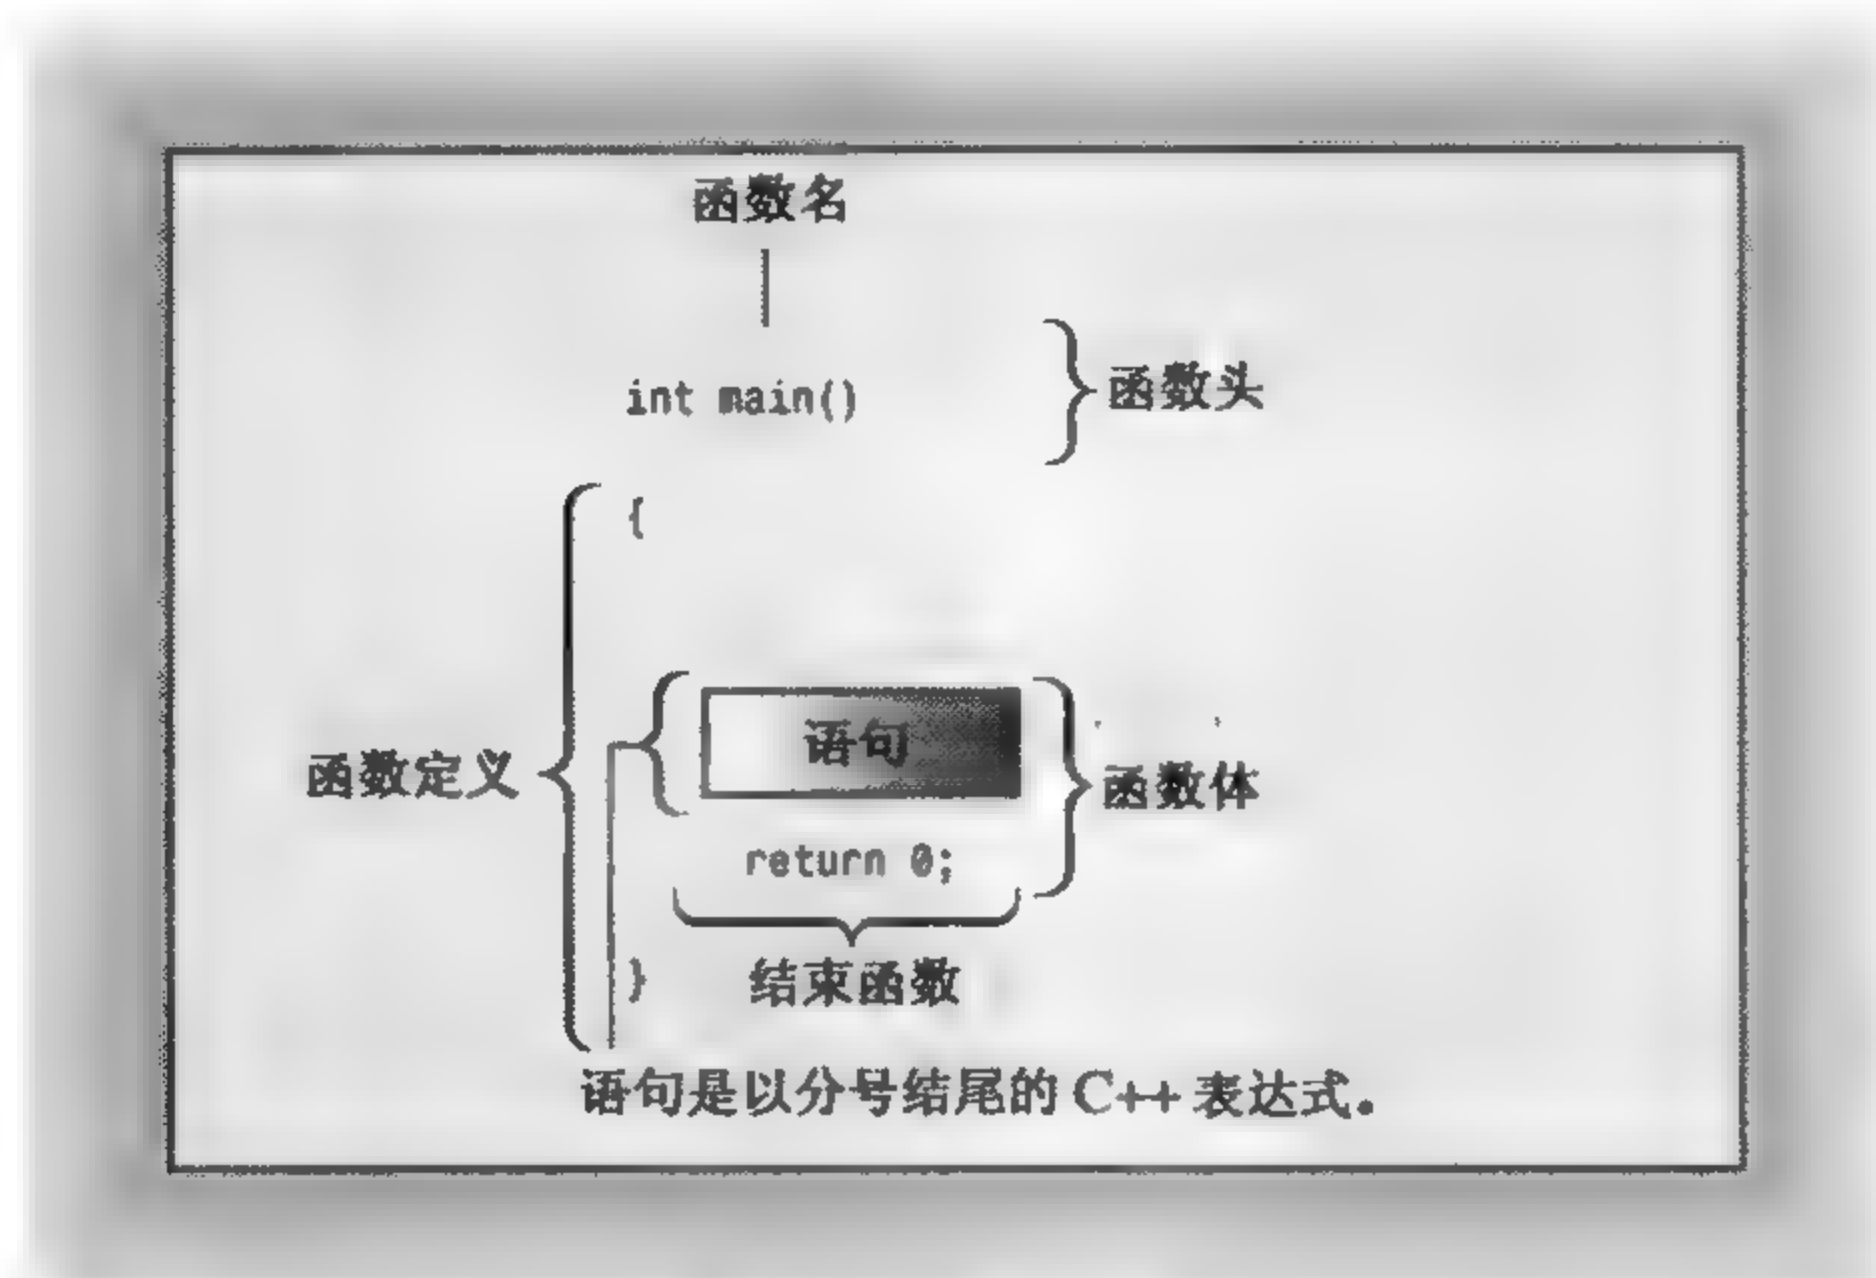 函数名
int main()
函数头
{
语句
函数定义
函数体
return 0;
}
结束函数
语句是以分号结尾的 C++ 表达式。